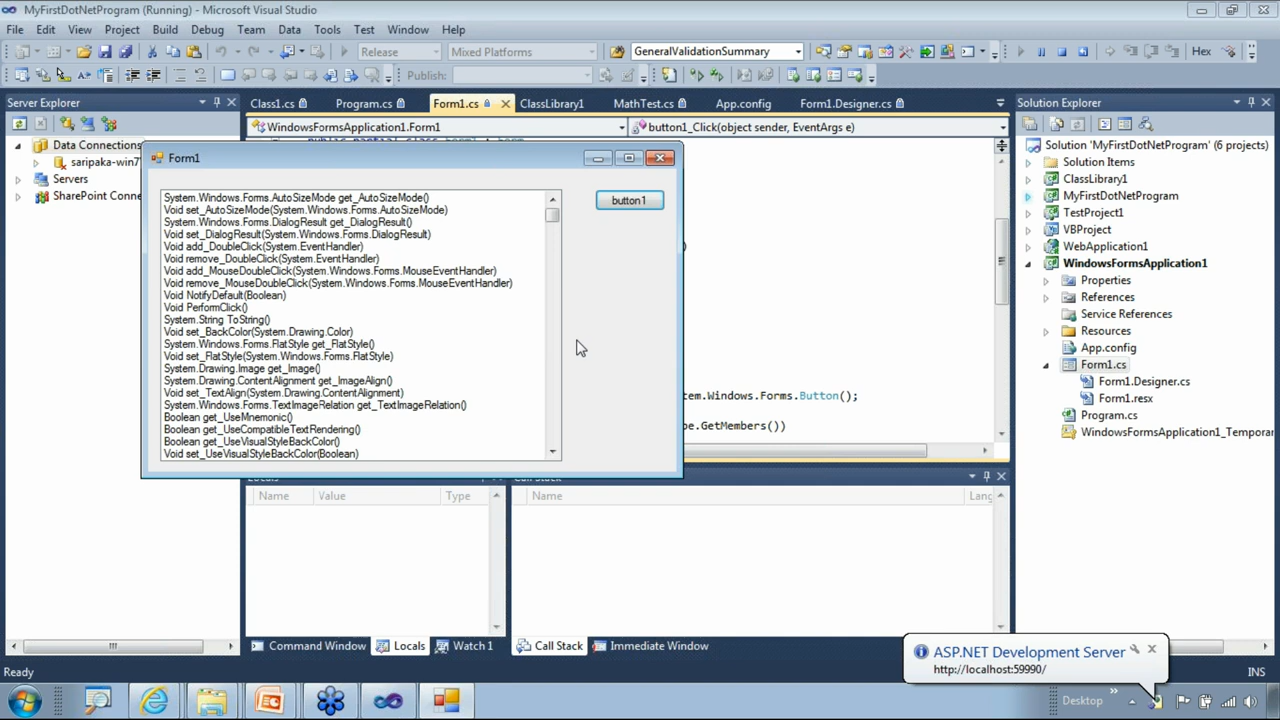 MyFirstDotNetProgram (Running) - Microsoft Visual Studio
File Edit View Project Build Debug Team Data Tools Test Window Help
Release Mixed Platforms GeneralValidationSummary Hex
Publish:
Server Explorer
Class1.cs Program.cs Form1.cs ClassLibrary1 MathTest.cs App.config Form1.Designer.cs
Solution Explorer
WindowsFormsApplication1.Form1
button1_Click(object sender, EventArgs e)
Data Connections
saripaka-win7
Servers
SharePoint Conne
Form1
button1
System.Windows.Forms.AutoSizeMode get_AutoSizeMode()
Void set_AutoSizeMode(System.Windows.Forms.AutoSizeMode)
System.Windows.Forms.DialogResult get_DialogResult()
Void set_DialogResult(System.Windows.Forms.DialogResult)
Void add_DoubleClick(System.EventHandler)
Void remove_DoubleClick(System.EventHandler)
Void add_MouseDoubleClick(System.Windows.Forms.MouseEventHandler)
Void remove_MouseDoubleClick(System.Windows.Forms.MouseEventHandler)
Void NotifyDefault(Boolean)
Void PerformClick()
System.String ToString()
Void set_BackColor(System.Drawing.Color)
System.Windows.Forms.FlatStyle get_FlatStyle()
Void set_FlatStyle(System.Windows.Forms.FlatStyle)
System.Drawing.Image get_Image()
System.Drawing.ContentAlignment get_ImageAlign()
Void set_TextAlign(System.Drawing.ContentAlignment)
System.Windows.Forms.TextImageRelation get_TextImageRelation()
Boolean get_UseMnemonic()
Boolean get_UseCompatibleTextRendering()
Boolean get_UseVisualStyleBackColor()
Void set_UseVisualStyleBackColor(Boolean)
tem.Windows.Forms.Button();
pe.GetMembers())
Solution 'MyFirstDotNetProgram' (6 projects)
Solution Items
ClassLibrary1
MyFirstDotNetProgram
TestProject1
VBProject
WebApplication1
WindowsFormsApplication1
Properties
References
Service References
Resources
App.config
Form1.cs
Form1.Designer.cs
Form1.resx
Program.cs
WindowsFormsApplication1_Temporar
Name Value Type
Name Lang
Command Window Locals Watch 1
Call Stack Immediate Window
Ready
INS
ASP.NET Development Server
http://localhost:59990/
Desktop